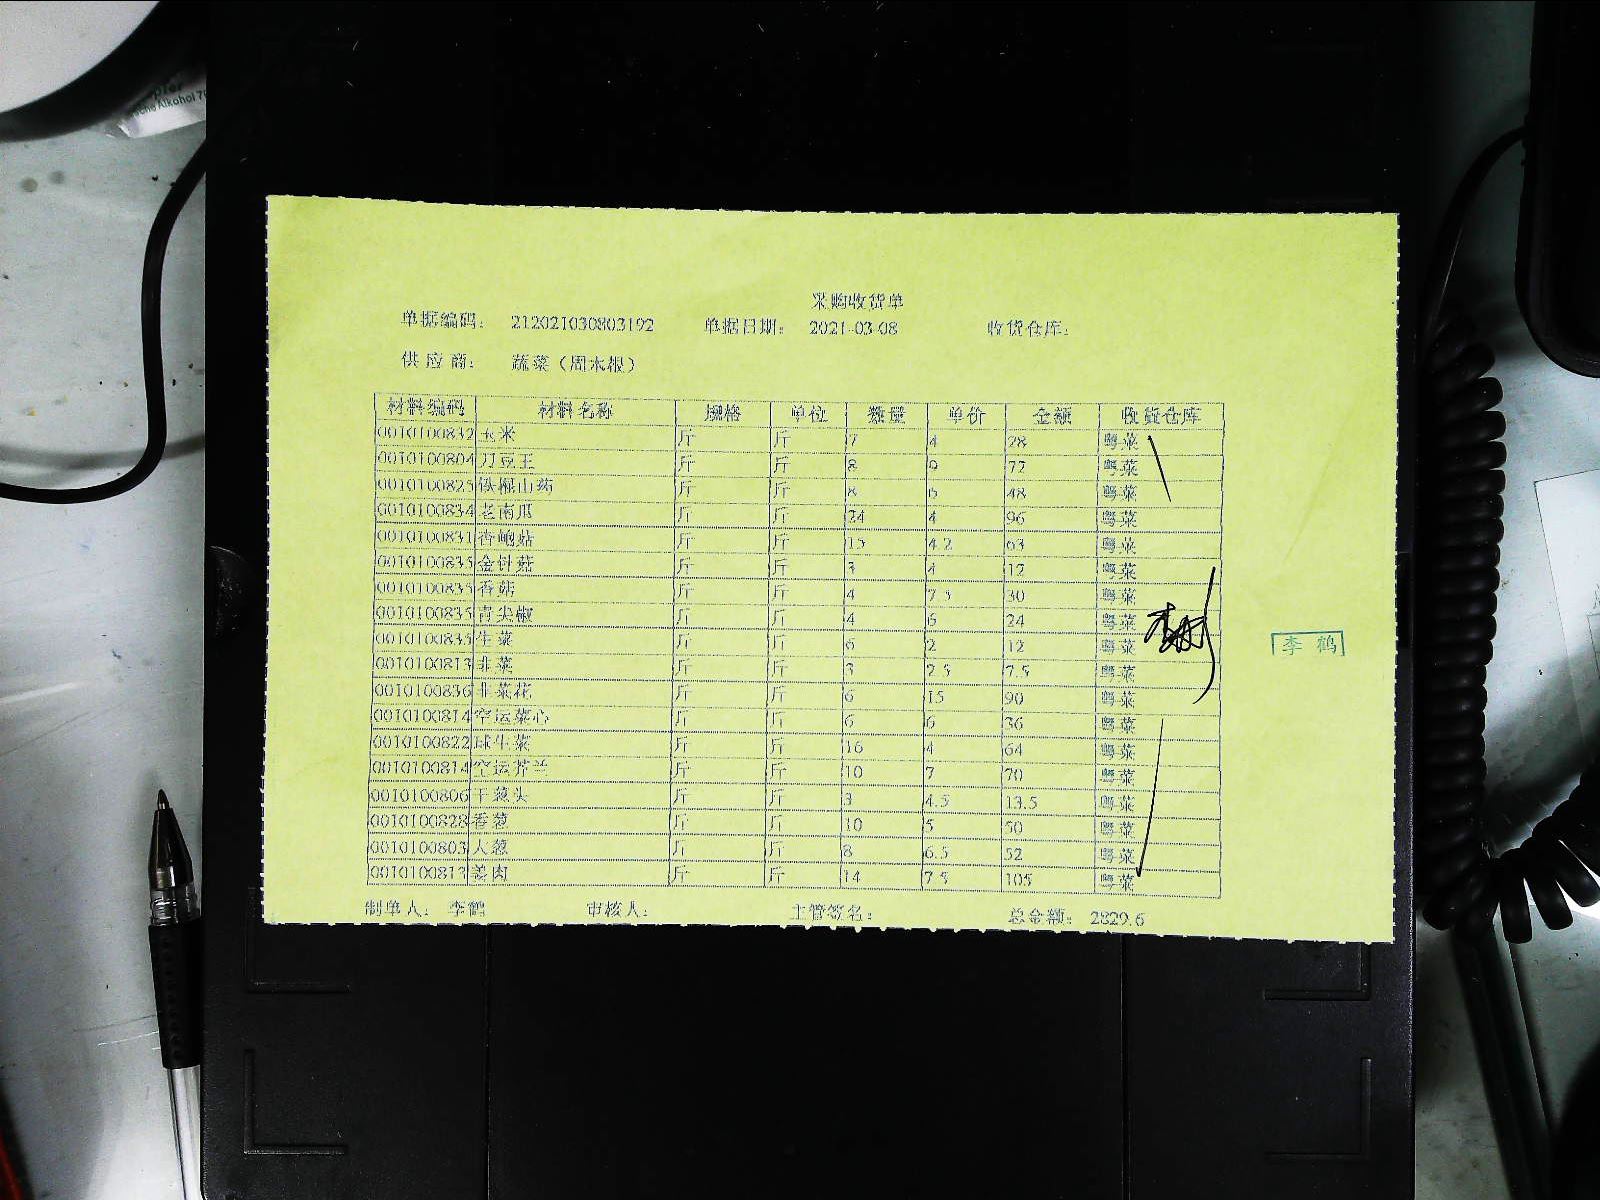 采购收货单
单据编码： 212021030803192 单据日期： 2021-03-08 收货仓库：
供应商： 蔬菜（周本根）
材料编码 材料名称 规格 单位 数量 单价 金额 收货仓库
0010100832 玉米 斤 斤 7 4 28 粤菜
0010100804 刀豆王 斤 斤 8 9 72 粤菜
0010100825 铁棍山药 斤 斤 8 6 48 粤菜
0010100834 老南瓜 斤 斤 24 4 96 粤菜
0010100831 杏鲍菇 斤 斤 15 4.2 63 粤菜
0010100835 金针菇 斤 斤 3 4 12 粤菜
0010100835 香菇 斤 斤 4 7.5 30 粤菜
0010100835 青尖椒 斤 斤 4 6 24 粤菜
0010100835 生菜 斤 斤 6 2 12 粤菜
0010100813 韭菜 斤 斤 3 2.5 7.5 粤菜
0010100836 韭菜花 斤 斤 6 15 90 粤菜
0010100814 空运菜心 斤 斤 6 6 36 粤菜
0010100822 球生菜 斤 斤 16 4 64 粤菜
0010100814 空运芥兰 斤 斤 10 7 70 粤菜
0010100806 干葱头 斤 斤 3 4.5 13.5 粤菜
0010100828 香葱 斤 斤 10 5 50 粤菜
0010100803 大葱 斤 斤 8 6.5 52 粤菜
0010100813 姜肉 斤 斤 14 7.5 105 粤菜
李鹤
制单人： 李鹤 审核人： 主管签名： 总金额： 2829.6